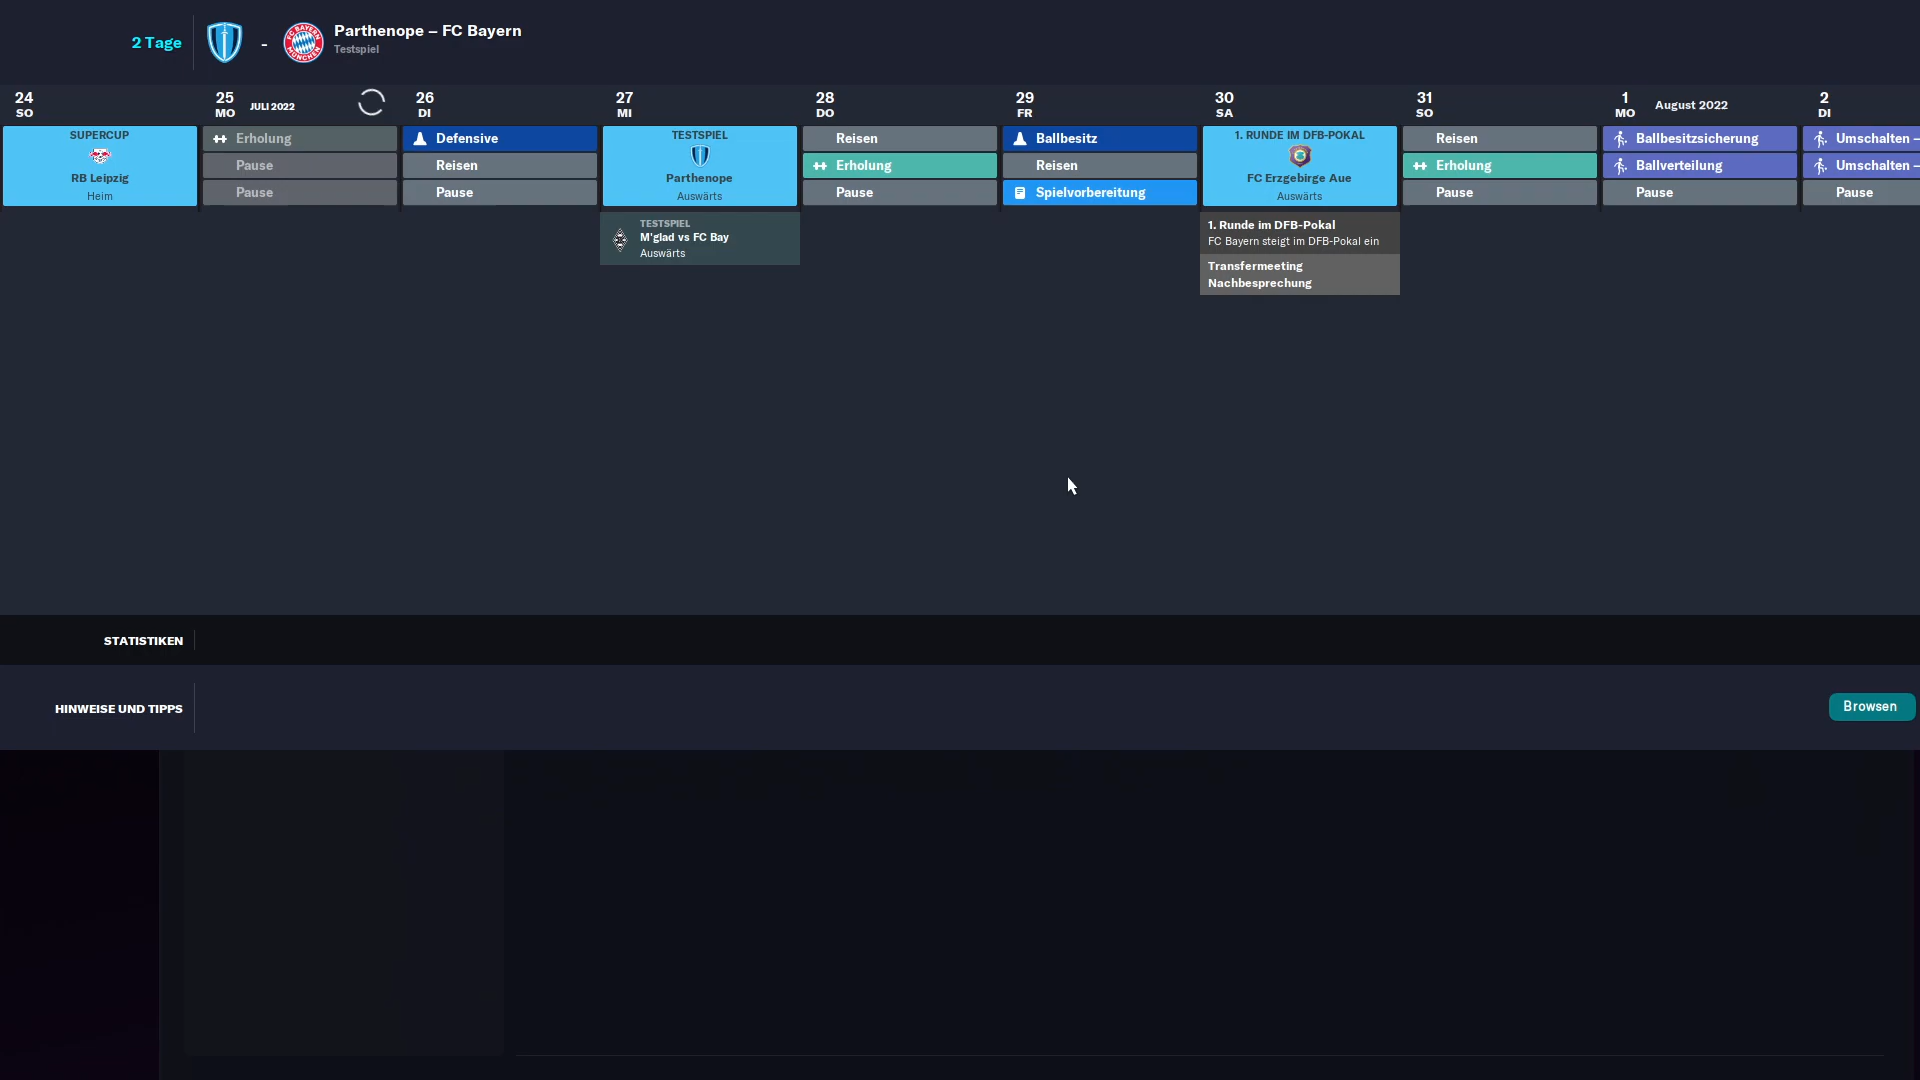 2 Tage
-
Parthenope – FC Bayern
Testspiel
24
SO
25
MO
JULI 2022
26
DI
27
MI
28
DO
29
FR
30
SA
31
SO
1
MO
August 2022
2
DI
SUPERCUP
RB Leipzig
Heim
Erholung
Pause
Pause
Defensive
Reisen
Pause
TESTSPIEL
Parthenope
Auswärts
TESTSPIEL
M'glad vs FC Bay
Auswärts
Reisen
Erholung
Pause
Ballbesitz
Reisen
Spielvorbereitung
1. RUNDE IM DFB-POKAL
FC Erzgebirge Aue
Auswärts
1. Runde im DFB-Pokal
FC Bayern steigt im DFB-Pokal ein
Transfermeeting
Nachbesprechung
Reisen
Erholung
Pause
Ballbesitzsicherung
Ballverteilung
Pause
Umschalten –
Umschalten –
Pause
STATISTIKEN
HINWEISE UND TIPPS
Browsen